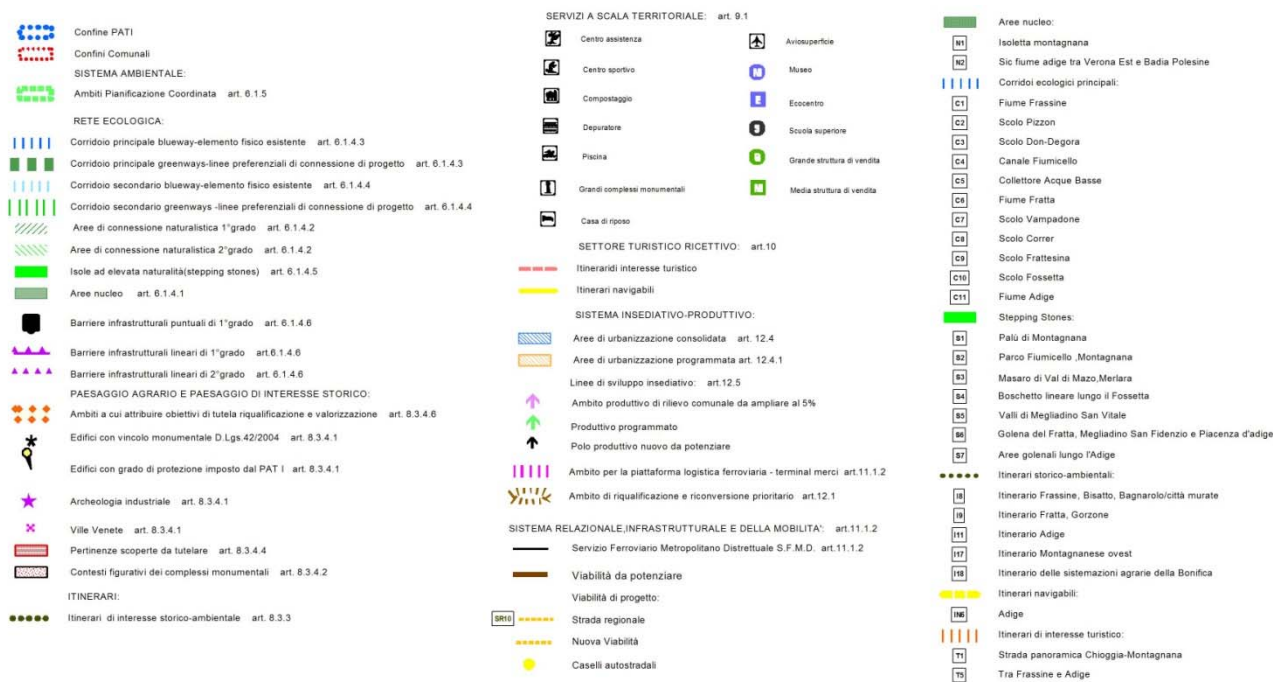 Confine PATI
Confini Comunali
SISTEMA AMBIENTALE:
Ambiti Pianificazione Coordinata art. 6.1.5
RETE ECOLOGICA:
Corridoio principale blueway-elemento fisico esistente art. 6.1.4.3
Corridoio principale greenways-linee preferenziali di connessione di progetto art. 6.1.4.3
Corridoio secondario blueway-elemento fisico esistente art. 6.1.4.4
Corridoio secondario greenways -linee preferenziali di connessione di progetto art. 6.1.4.4
Aree di connessione naturalistica 1°grado art. 6.1.4.2
Aree di connessione naturalistica 2°grado art. 6.1.4.2
Isole ad elevata naturalità(stepping stones) art. 6.1.4.5
Aree nucleo art. 6.1.4.1
Barriere infrastrutturali puntuali di 1°grado art. 6.1.4.6
Barriere infrastrutturali lineari di 1°grado art.6.1.4.6
Barriere infrastrutturali lineari di 2°grado art. 6.1.4.6
PAESAGGIO AGRARIO E PAESAGGIO DI INTERESSE STORICO:
Ambiti a cui attribuire obiettivi di tutela riqualificazione e valorizzazione art. 8.3.4.6
Edifici con vincolo monumentale D.Lgs.42/2004 art. 8.3.4.1
Edifici con grado di protezione imposto dal PAT I art. 8.3.4.1
Archeologia industriale art. 8.3.4.1
Ville Venete art. 8.3.4.1
Pertinenze scoperte da tutelare art. 8.3.4.4
Contesti figurativi dei complessi monumentali art. 8.3.4.2
ITINERARI:
Itinerari di interesse storico-ambientale art. 8.3.3
SERVIZI A SCALA TERRITORIALE: art. 9.1
Centro assistenza
Centro sportivo
Compostaggio
Depuratore
Piscina
Grandi complessi monumentali
Casa di riposo
Aviosuperficie
Museo
E Ecocentro
Scuola superiore
Grande struttura di vendita
M Media struttura di vendita
SETTORE TURISTICO RICETTIVO: art.10
Itineraridi interesse turistico
Itinerari navigabili
SISTEMA INSEDIATIVO-PRODUTTIVO:
Aree di urbanizzazione consolidata art. 12.4
Aree di urbanizzazione programmata art. 12.4.1
Linee di sviluppo insediativo: art.12.5
Ambito produttivo di rilievo comunale da ampliare al 5%
Produttivo programmato
Polo produttivo nuovo da potenziare
Ambito per la piattaforma logistica ferroviaria - terminal merci art.11.1.2
Ambito di riqualificazione e riconversione prioritario art.12.1
SISTEMA RELAZIONALE,INFRASTRUTTURALE E DELLA MOBILITA': art.11.1.2
Servizio Ferroviario Metropolitano Distrettuale S.F.M.D. art.11.1.2
Viabilità da potenziare
Viabilità di progetto:
SR10 Strada regionale
Nuova Viabilità
Caselli autostradali
Aree nucleo:
N1 Isoletta montagnana
N2 Sic fiume adige tra Verona Est e Badia Polesine
Corridoi ecologici principali:
C1 Fiume Frassine
C2 Scolo Pizzon
C3 Scolo Don-Degora
C4 Canale Fiumicello
C5 Collettore Acque Basse
C6 Fiume Fratta
C7 Scolo Vampadone
C8 Scolo Correr
C9 Scolo Frattesina
C10 Scolo Fossetta
C11 Fiume Adige
Stepping Stones:
S1 Palù di Montagnana
S2 Parco Fiumicello ,Montagnana
S3 Masaro di Val di Mazo,Merlara
S4 Boschetto lineare lungo il Fossetta
S5 Valli di Megliadino San Vitale
S6 Golena del Fratta, Megliadino San Fidenzio e Piacenza d'adige
S7 Aree golenali lungo l'Adige
Itinerari storico-ambientali:
I8 Itinerario Frassine, Bisatto, Bagnarolo/città murate
I9 Itinerario Fratta, Gorzone
I11 Itinerario Adige
I17 Itinerario Montagnanese ovest
I18 Itinerario delle sistemazioni agrarie della Bonifica
Itinerari navigabili:
IN6 Adige
Itinerari di interesse turistico:
T1 Strada panoramica Chioggia-Montagnana
T5 Tra Frassine e Adige